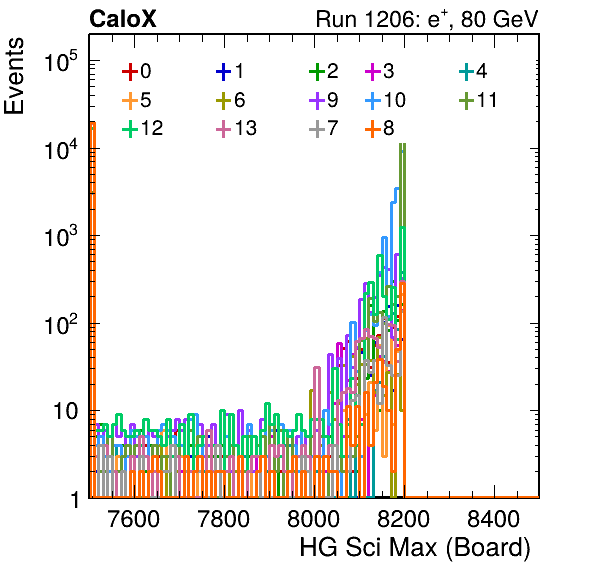 CaloX Run 1206: e⁺, 80 GeV
Events
10⁵
10⁴
10³
10²
10
1
0 1 2 3 4
5 6 9 10 11
12 13 7 8
7600 7800 8000 8200 8400
HG Sci Max (Board)